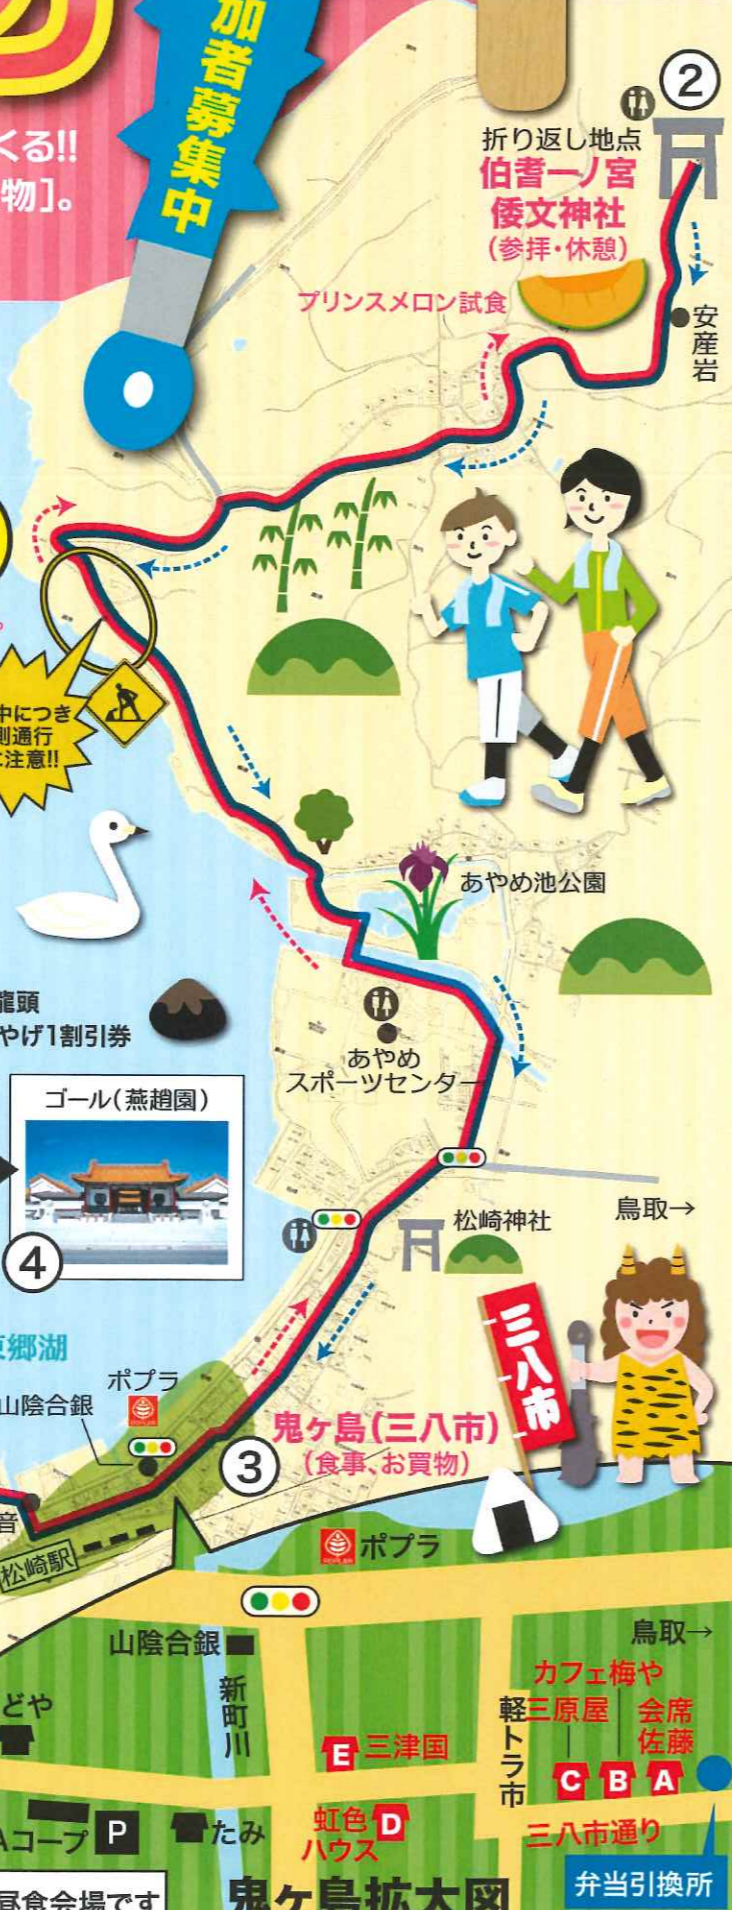 加者募集中
くる!!
物]。
②
折り返し地点
伯耆一ノ宮
倭文神社
(参拝・休憩)
プリンスメロン試食
安産岩
中につき
側通行
注意!!
あやめ池公園
龍頭
やげ1割引券
あやめ
スポーツセンター
ゴール(燕趙園)
④
松崎神社
鳥取→
東郷湖
ポプラ
山陰合銀
三八市
③
鬼ヶ島(三八市)
(食事、お買物)
音
松崎駅
ポプラ
山陰合銀
新町川
鳥取→
カフェ梅や
三原屋
会席
佐藤
軽トラ市
どや
E 三津国
C B A
Aコープ
P
たみ
虹色
ハウス
D
三八市通り
弁当引換所
昼食会場です
鬼ヶ島拡大図